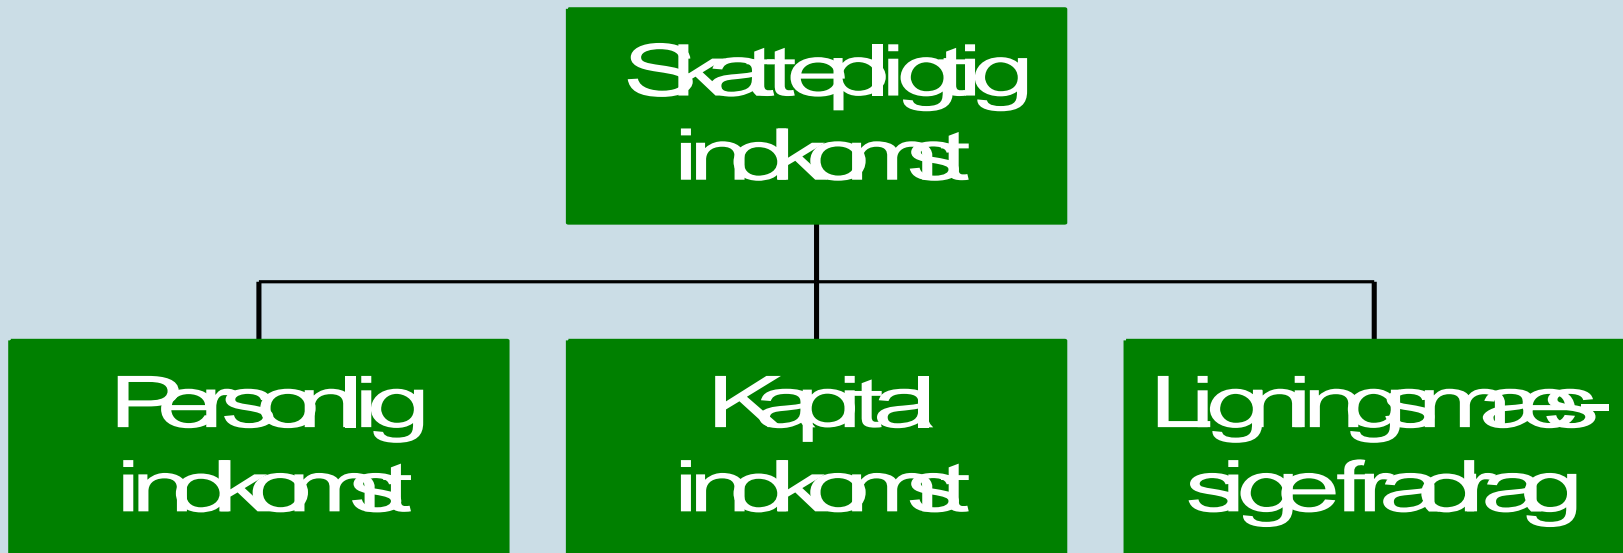 Skattepligtig
indkomst
Personlig
indkomst
Kapital
indkomst
Ligningsmæs-
sige fradrag